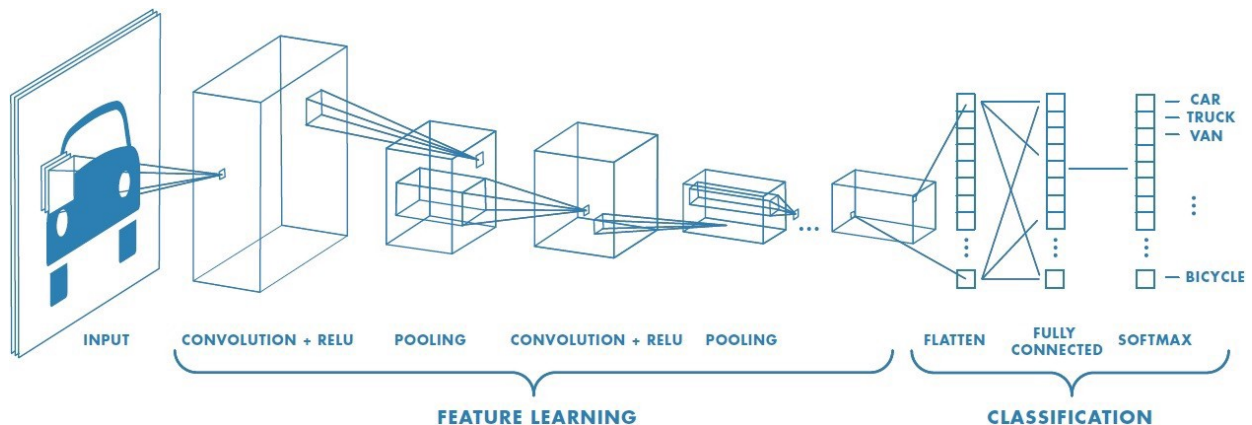 CAR
TRUCK
VAN
BICYCLE
INPUT
CONVOLUTION + RELU
POOLING
CONVOLUTION + RELU
POOLING
FLATTEN
FULLY
CONNECTED
SOFTMAX
FEATURE LEARNING
CLASSIFICATION